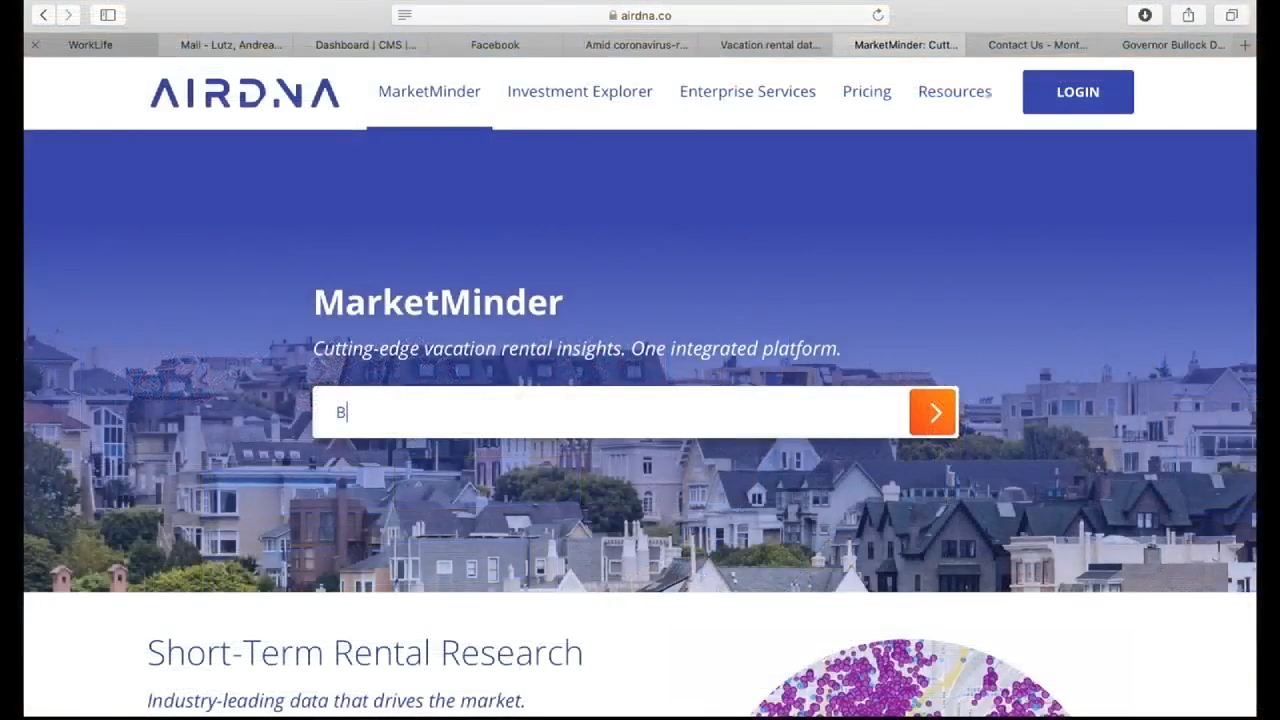 airdna.co
WorkLife
Mail - Lutz, Andrea...
Dashboard | CMS |...
Facebook
Amid coronavirus-r...
Vacation rental dat...
MarketMinder: Cutt...
Contact Us - Mont...
Governor Bullock D...
AIRDNA
MarketMinder
Investment Explorer
Enterprise Services
Pricing
Resources
LOGIN
MarketMinder
Cutting-edge vacation rental insights. One integrated platform.
B
Short-Term Rental Research
Industry-leading data that drives the market.